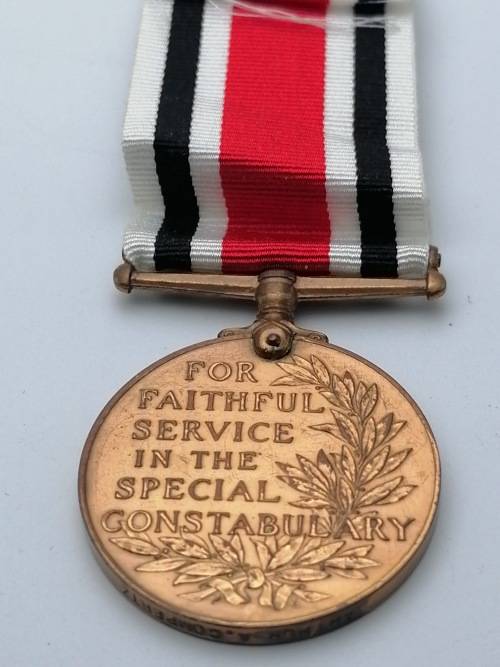 FOR
FAITHFUL
SERVICE
IN THE
SPECIAL
CONSTABULARY